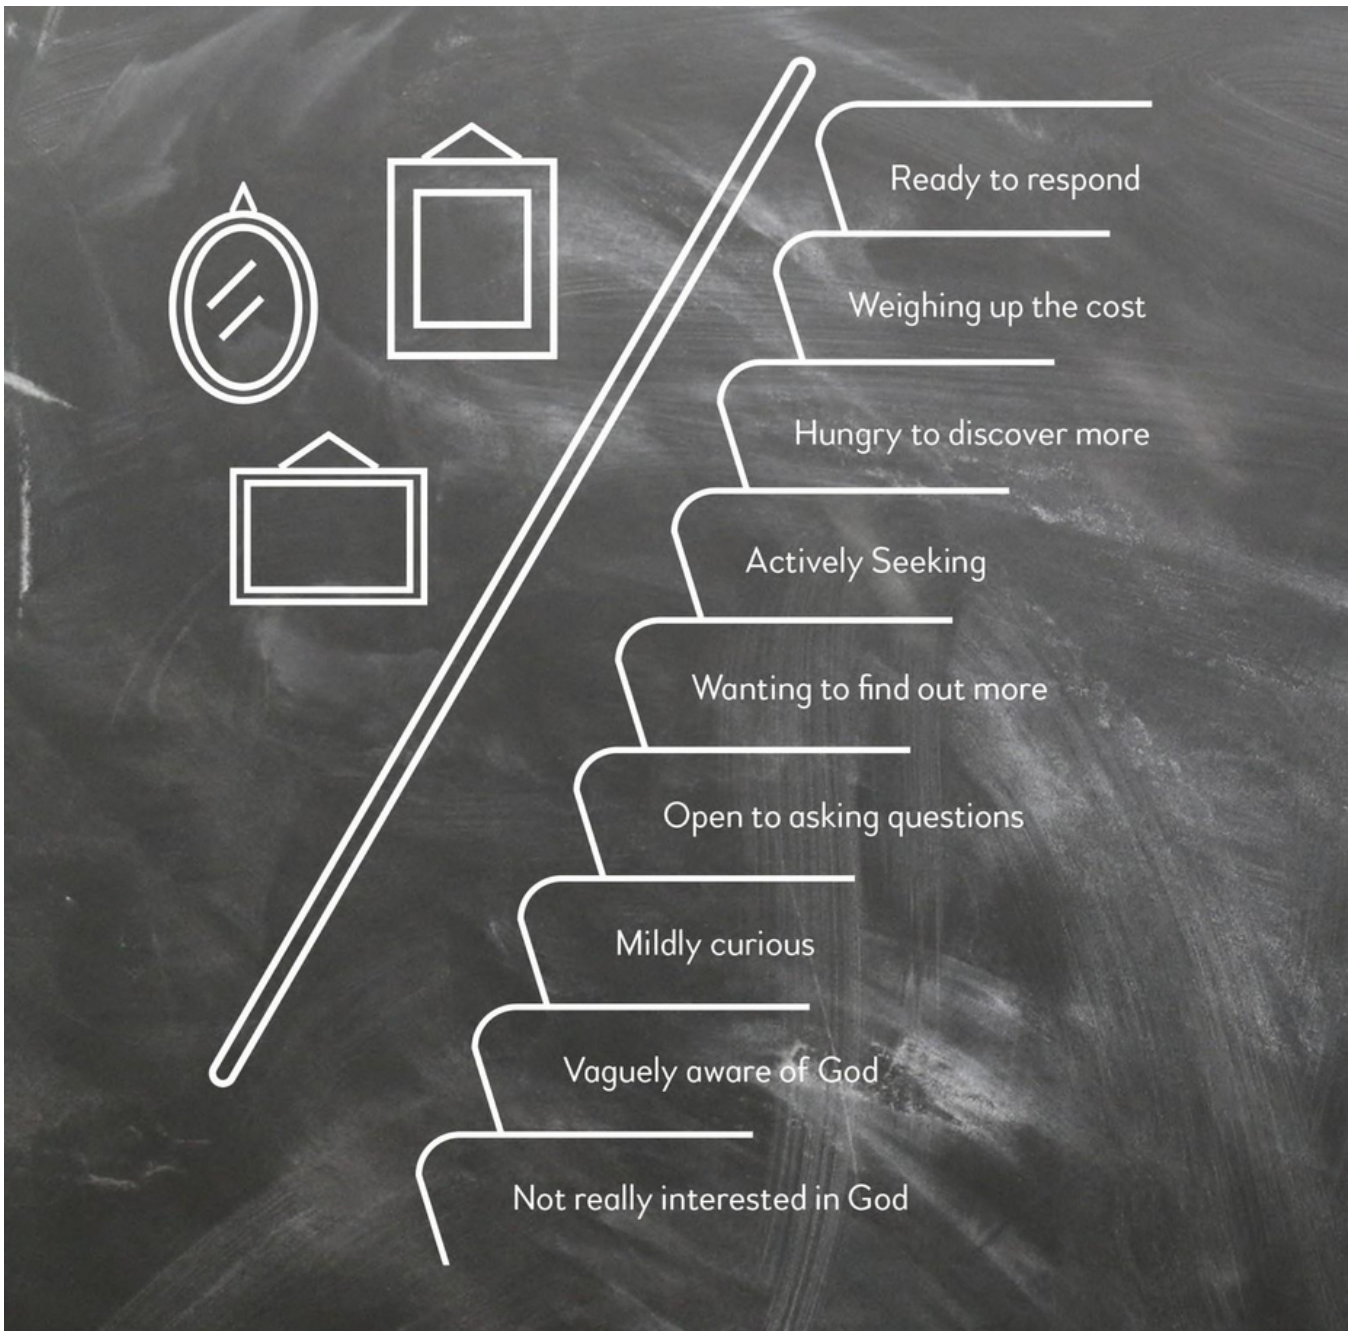 Ready to respond
Weighing up the cost
Hungry to discover more
Actively Seeking
Wanting to find out more
Open to asking questions
Mildly curious
Vaguely aware of God
Not really interested in God